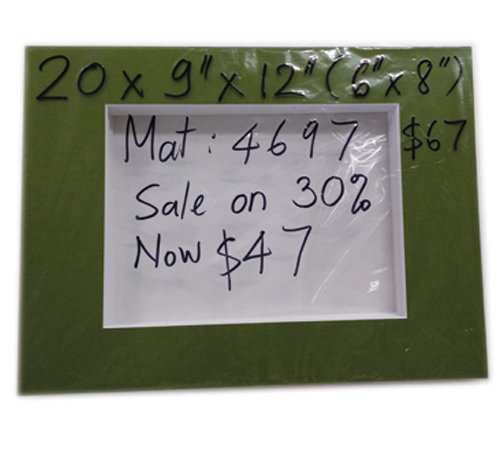 20 x 9" x 12" (6" x 8")
Mat: 4697 $67
Sale on 30%
Now $47